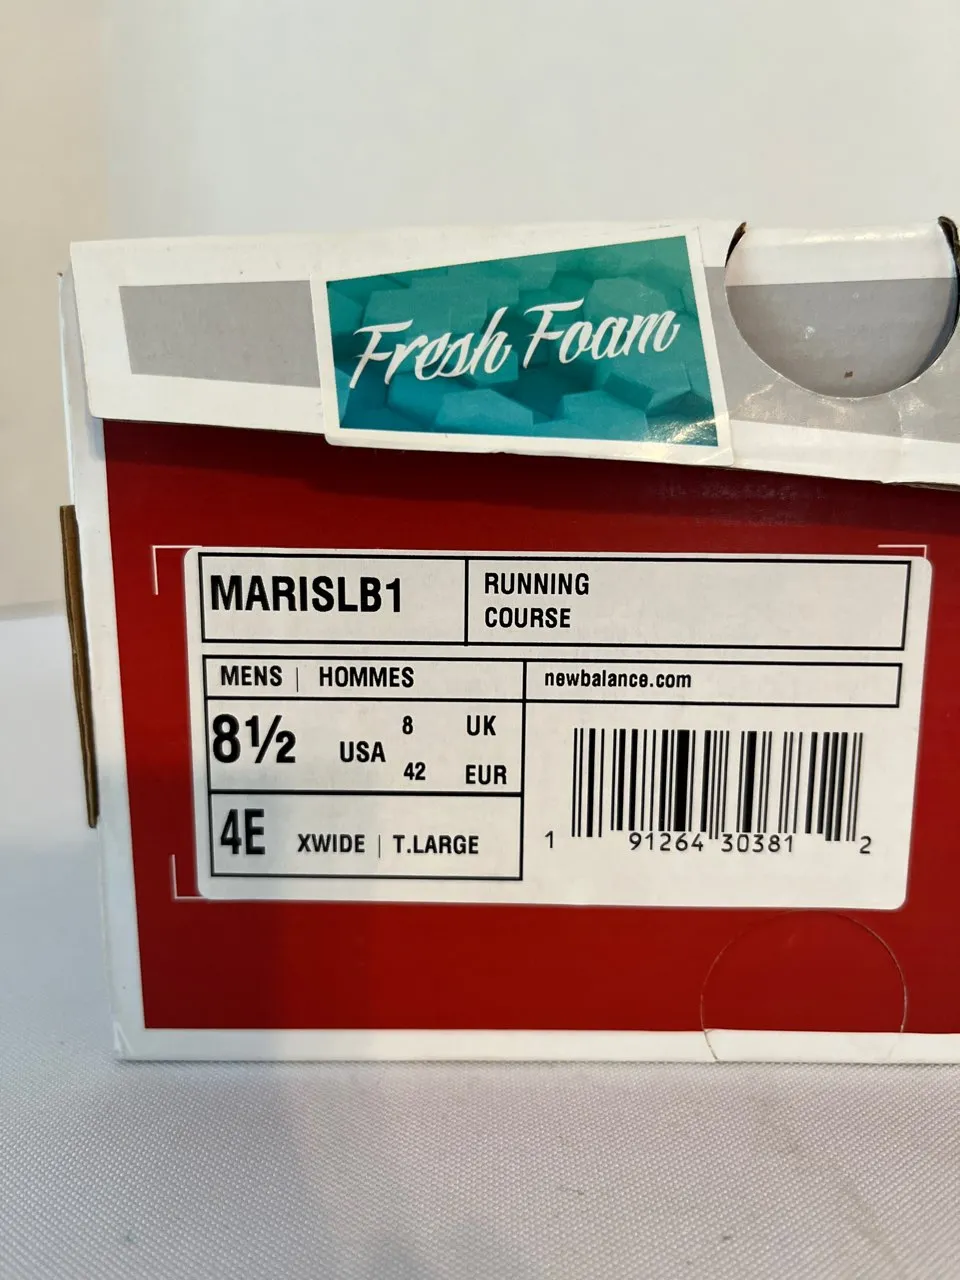 Fresh Foam
MARISLB1
RUNNING
COURSE
MENS | HOMMES
newbalance.com
8½ USA 8 UK
42 EUR
4E XWIDE | T.LARGE
1 91264 30381 2